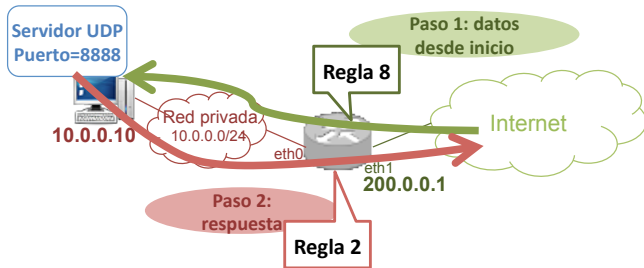 Servidor UDP
Puerto=8888
Paso 1: datos
desde inicio
Regla 8
Red privada
10.0.0.0/24
Internet
10.0.0.10
eth0
eth1
200.0.0.1
Paso 2:
respuesta
Regla 2